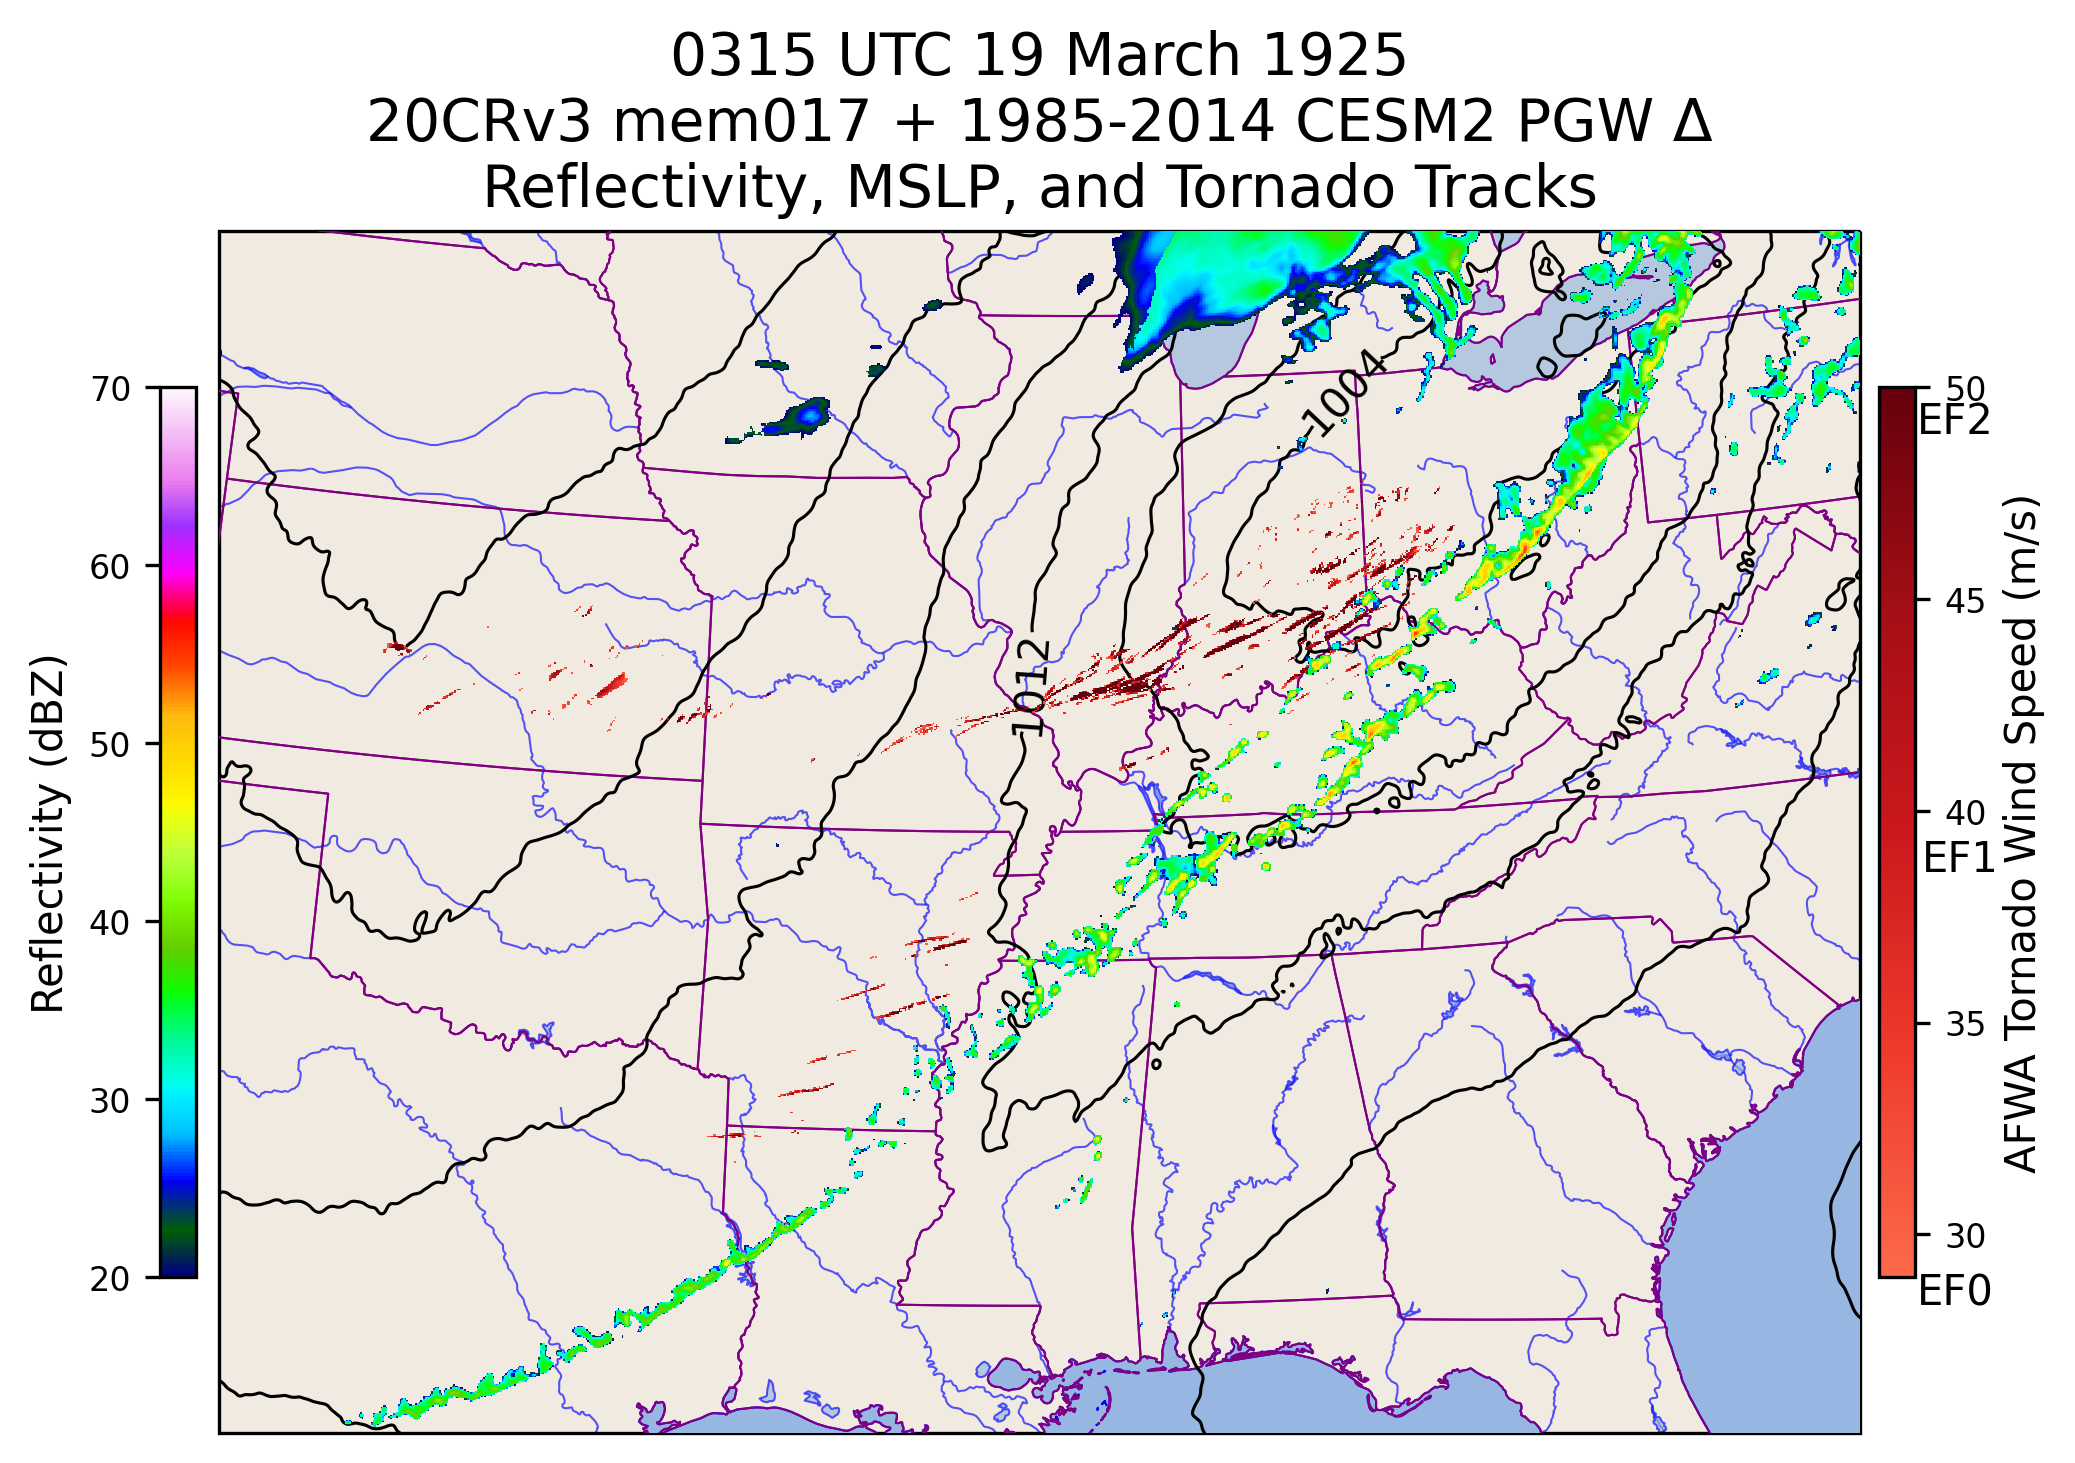 0315 UTC 19 March 1925
20CRv3 mem017 + 1985-2014 CESM2 PGW Δ
Reflectivity, MSLP, and Tornado Tracks
Reflectivity (dBZ)
70
60
50
40
30
20
1004
1012
50
EF2
45
40
EF1
35
30
EF0
AFWA Tornado Wind Speed (m/s)